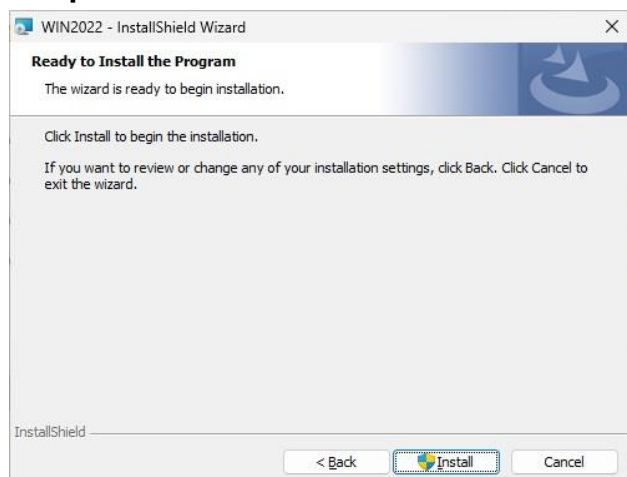 WIN2022 - InstallShield Wizard
Ready to Install the Program
The wizard is ready to begin installation.
Click Install to begin the installation.
If you want to review or change any of your installation settings, click Back. Click Cancel to
exit the wizard.
InstallShield
< Back Install Cancel